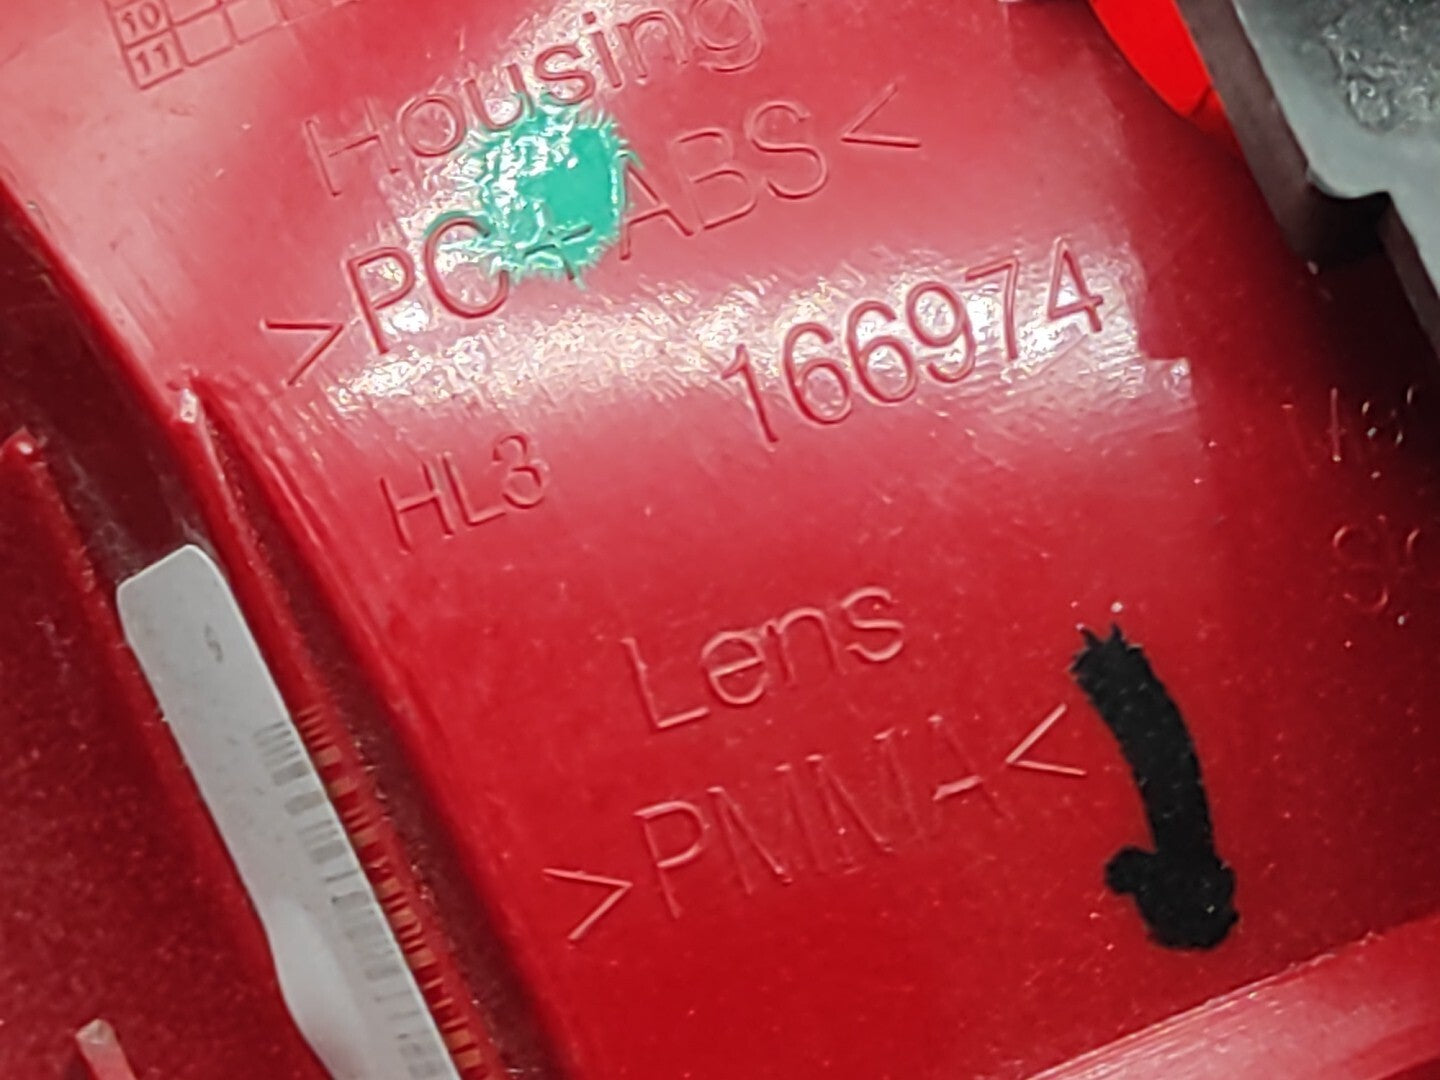 10
11
Housing
>PC+ABS<
166974
HL3
Lens
>PMMA<